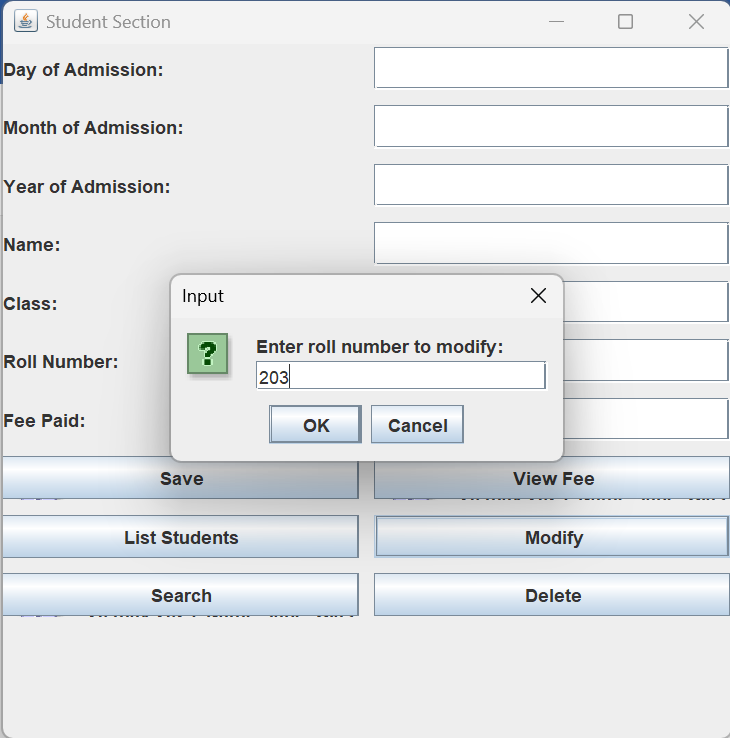 Student Section
Day of Admission:
Month of Admission:
Year of Admission:
Name:
Input
Class:
Enter roll number to modify:
Roll Number:
203
Fee Paid:
OK Cancel
Save View Fee
List Students Modify
Search Delete